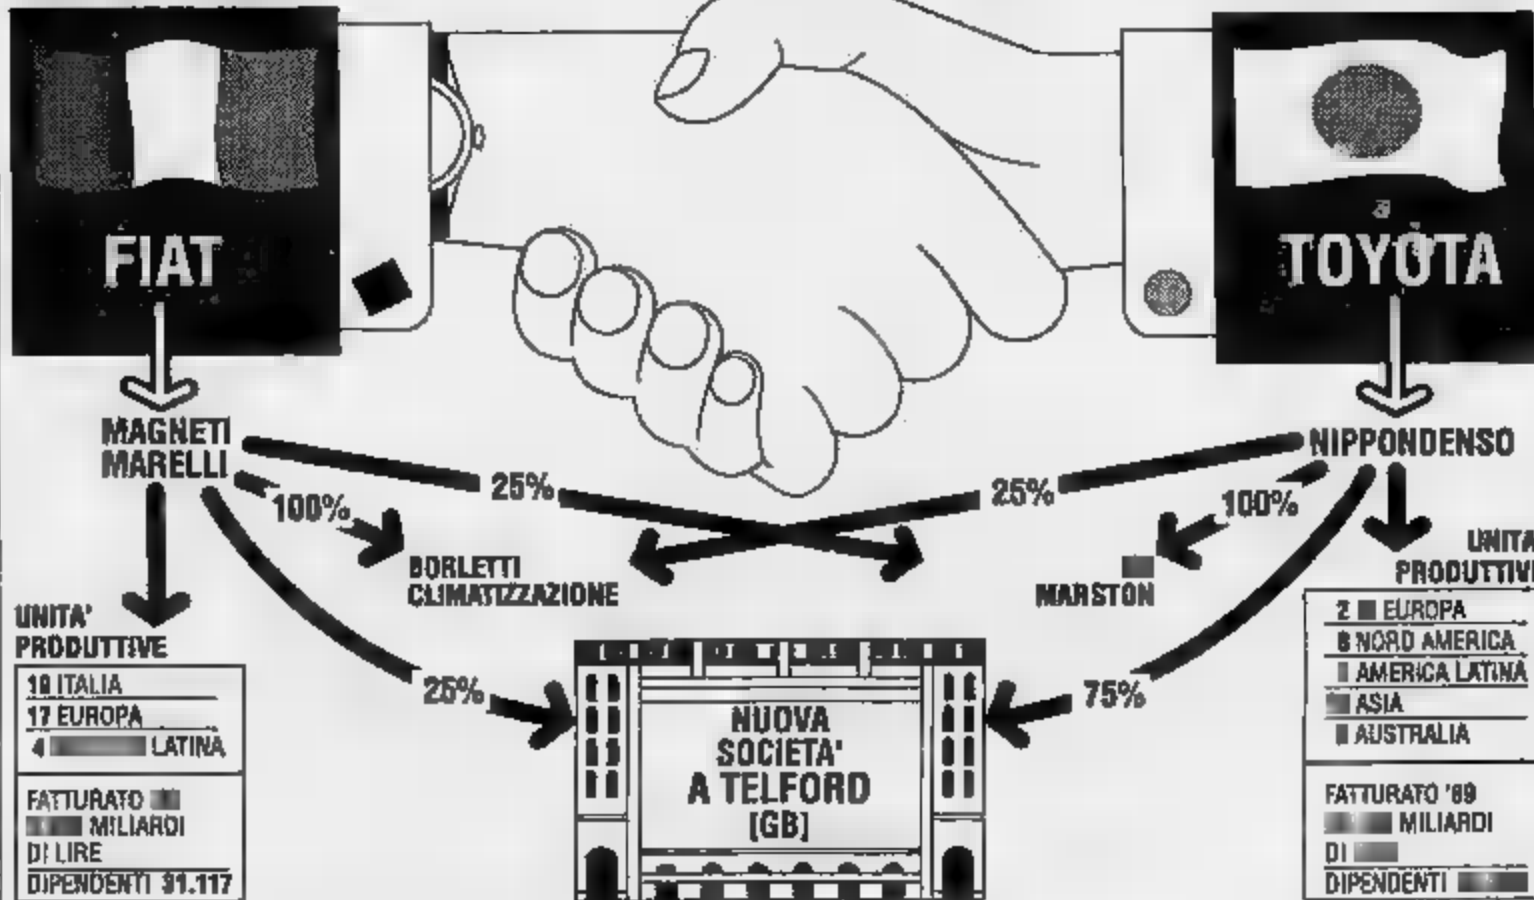 FIAT
TOYOTA
MAGNETI
MARELLI
NIPPONDENSO
25%
25%
100%
100%
BORLETTI
CLIMATIZZAZIONE
MARSTON
UNITA'
PRODUTTIVE
ITALIA
17 EUROPA
4 LATINA
FATTURATO
MILIARDI
DI LIRE
DIPENDENTI 31.117
25%
75%
NUOVA
SOCIETA'
A TELFORD
[GB]
UNITA
PRODUTTIVE
2 EUROPA
NORD AMERICA
AMERICA LATINA
ASIA
AUSTRALIA
FATTURATO '89
MILIARDI
DI
DIPENDENTI